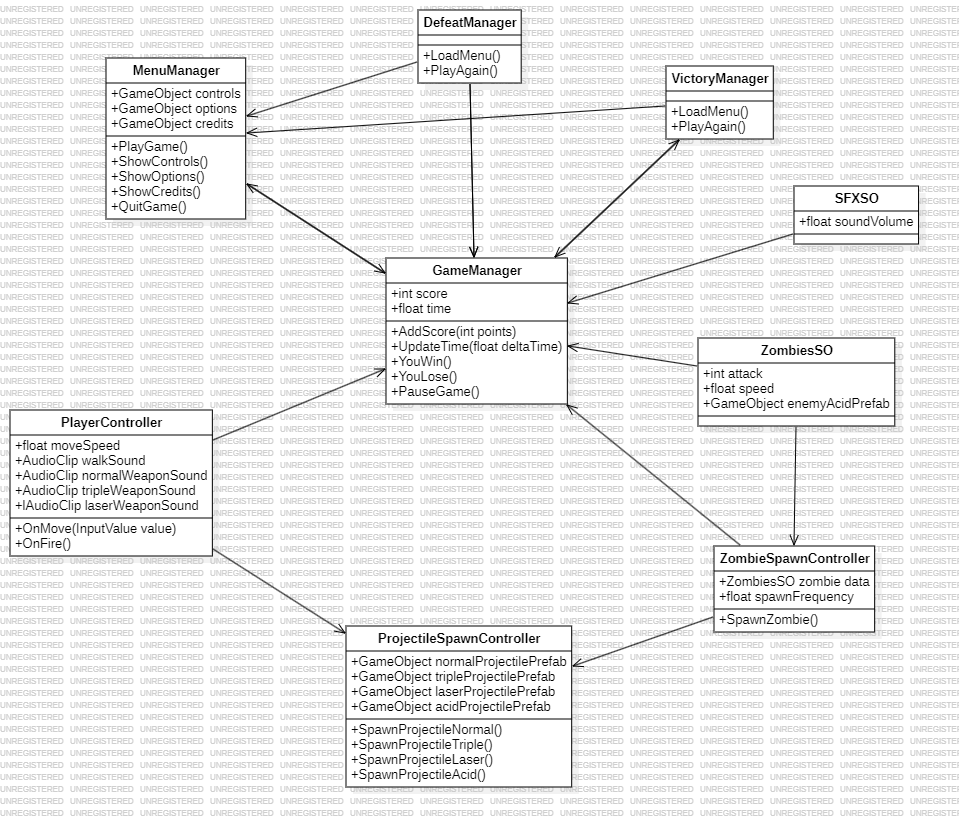 DefeatManager
+LoadMenu()
+PlayAgain()
MenuManager
+GameObject controls
+GameObject options
+GameObject credits
+PlayGame()
+ShowControls()
+ShowOptions()
+ShowCredits()
+QuitGame()
VictoryManager
+LoadMenu()
+PlayAgain()
SFXSO
+float soundVolume
GameManager
+int score
+float time
+AddScore(int points)
+UpdateTime(float deltaTime)
+YouWin()
+YouLose()
+PauseGame()
ZombiesSO
+int attack
+float speed
+GameObject enemyAcidPrefab
PlayerController
+float moveSpeed
+AudioClip walkSound
+AudioClip normalWeaponSound
+AudioClip tripleWeaponSound
+lAudioClip laserWeaponSound
+OnMove(InputValue value)
+OnFire()
ZombieSpawnController
+ZombiesSO zombie data
+float spawnFrequency
+SpawnZombie()
ProjectileSpawnController
+GameObject normalProjectilePrefab
+GameObject tripleProjectilePrefab
+GameObject laserProjectilePrefab
+GameObject acidProjectilePrefab
+SpawnProjectileNormal()
+SpawnProjectileTriple()
+SpawnProjectileLaser()
+SpawnProjectileAcid()
UNREGISTERED